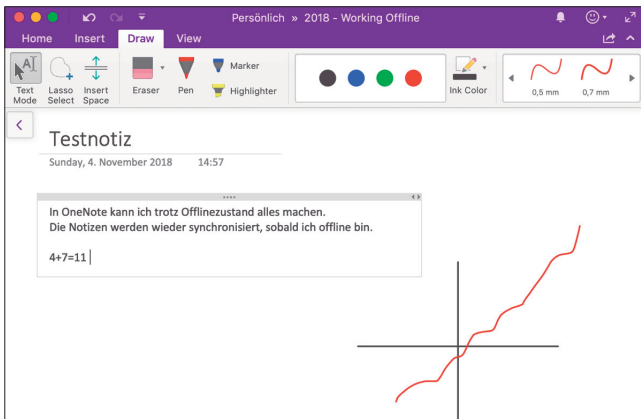 Persönlich » 2018 - Working Offline
Home Insert Draw View
Text Mode
Lasso Select
Insert Space
Eraser
Pen
Marker
Highlighter
Ink Color
0,5 mm
0,7 mm
Testnotiz
Sunday, 4. November 2018 14:57
In OneNote kann ich trotz Offlinezustand alles machen.
Die Notizen werden wieder synchronisiert, sobald ich offline bin.
4+7=11